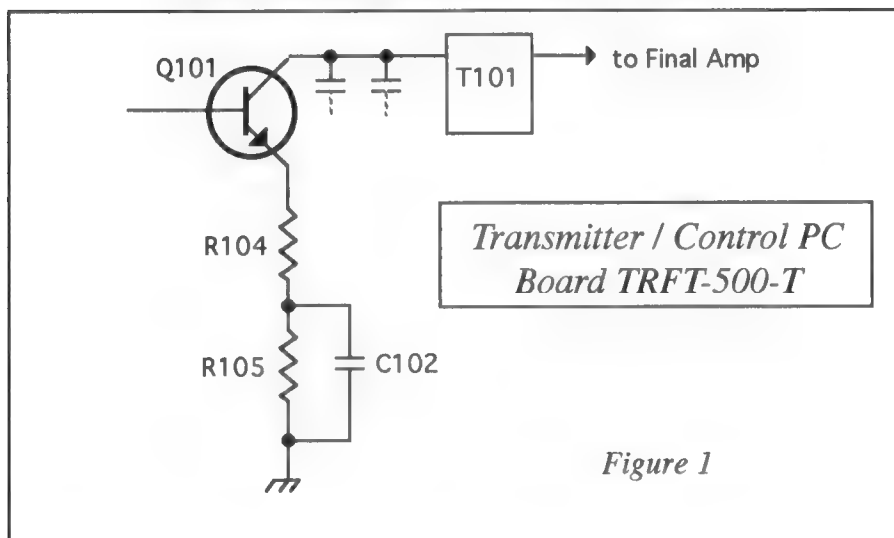 Q101
T101
to Final Amp
R104
Transmitter / Control PC
Board TRFT-500-T
R105
C102
Figure 1